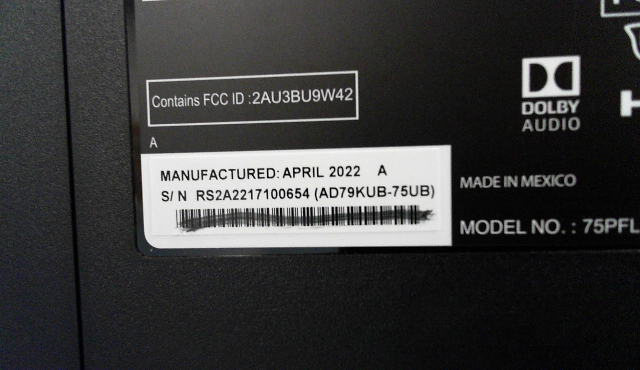 Contains FCC ID :2AU3BU9W42
DOLBY
AUDIO
A
MANUFACTURED: APRIL 2022 A
S/N RS2A2217100654 (AD79KUB-75UB)
MADE IN MEXICO
MODEL NO. : 75PFL